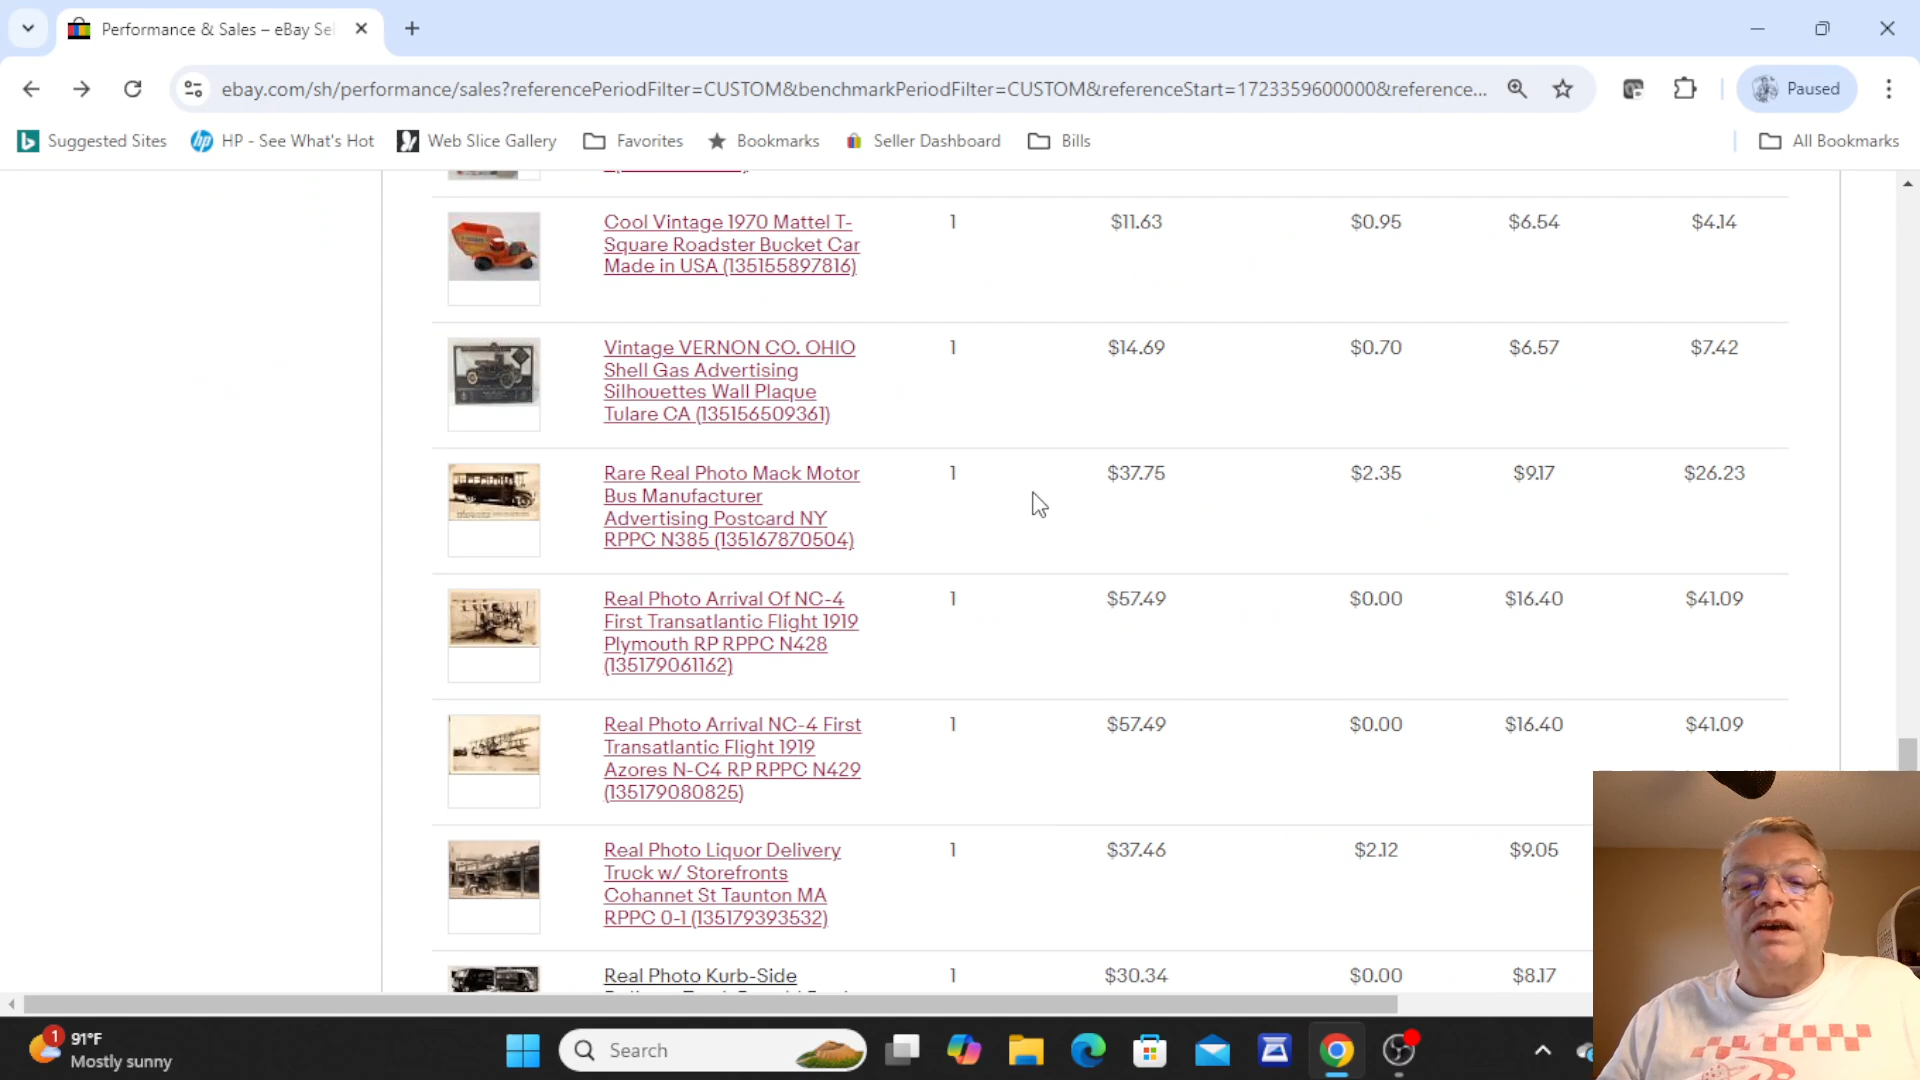 Performance & Sales – eBay Sel
ebay.com/sh/performance/sales?referencePeriodFilter=CUSTOM&benchmarkPeriodFilter=CUSTOM&referenceStart=1723359600000&reference...
Paused
Suggested Sites
HP - See What's Hot
Web Slice Gallery
Favorites
Bookmarks
Seller Dashboard
Bills
All Bookmarks
Cool Vintage 1970 Mattel T-
Square Roadster Bucket Car
Made in USA (135155897816)
1 $11.63 $0.95 $6.54 $4.14
Vintage VERNON CO. OHIO
Shell Gas Advertising
Silhouettes Wall Plaque
Tulare CA (135156509361)
1 $14.69 $0.70 $6.57 $7.42
Rare Real Photo Mack Motor
Bus Manufacturer
Advertising Postcard NY
RPPC N385 (135167870504)
1 $37.75 $2.35 $9.17 $26.23
Real Photo Arrival Of NC-4
First Transatlantic Flight 1919
Plymouth RP RPPC N428
(135179061162)
1 $57.49 $0.00 $16.40 $41.09
Real Photo Arrival NC-4 First
Transatlantic Flight 1919
Azores N-C4 RP RPPC N429
(135179080825)
1 $57.49 $0.00 $16.40 $41.09
Real Photo Liquor Delivery
Truck w/ Storefronts
Cohannet St Taunton MA
RPPC 0-1 (135179393532)
1 $37.46 $2.12 $9.05
Real Photo Kurb-Side
1 $30.34 $0.00 $8.17
1
91°F
Mostly sunny
Search